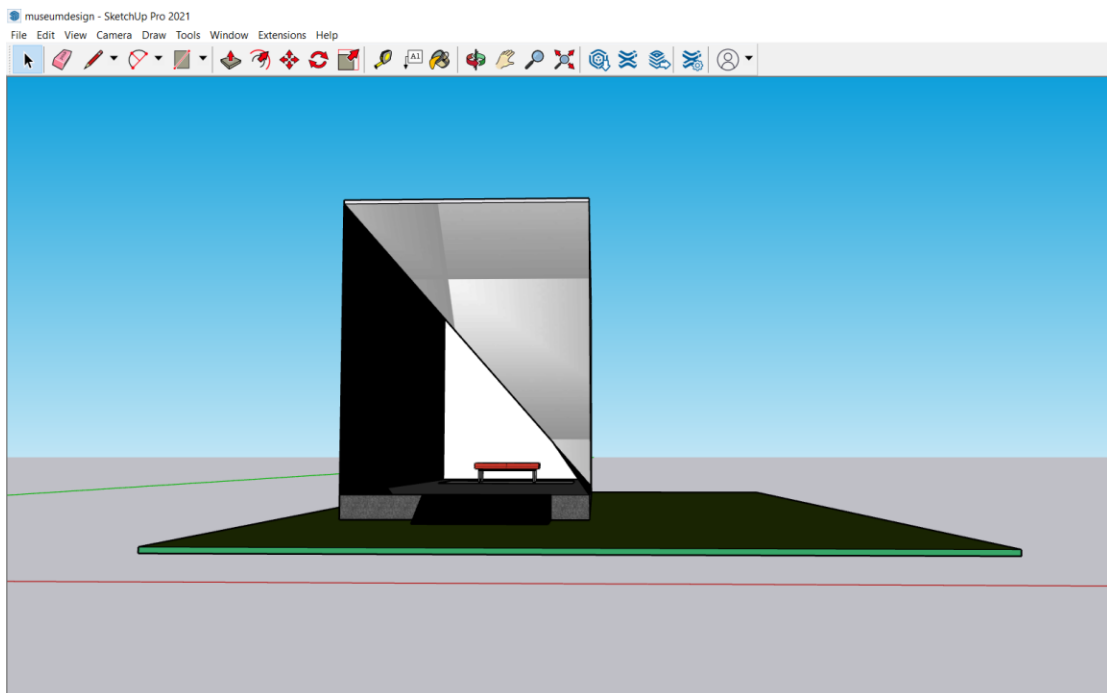 museumdesign - SketchUp Pro 2021
File Edit View Camera Draw Tools Window Extensions Help
A1